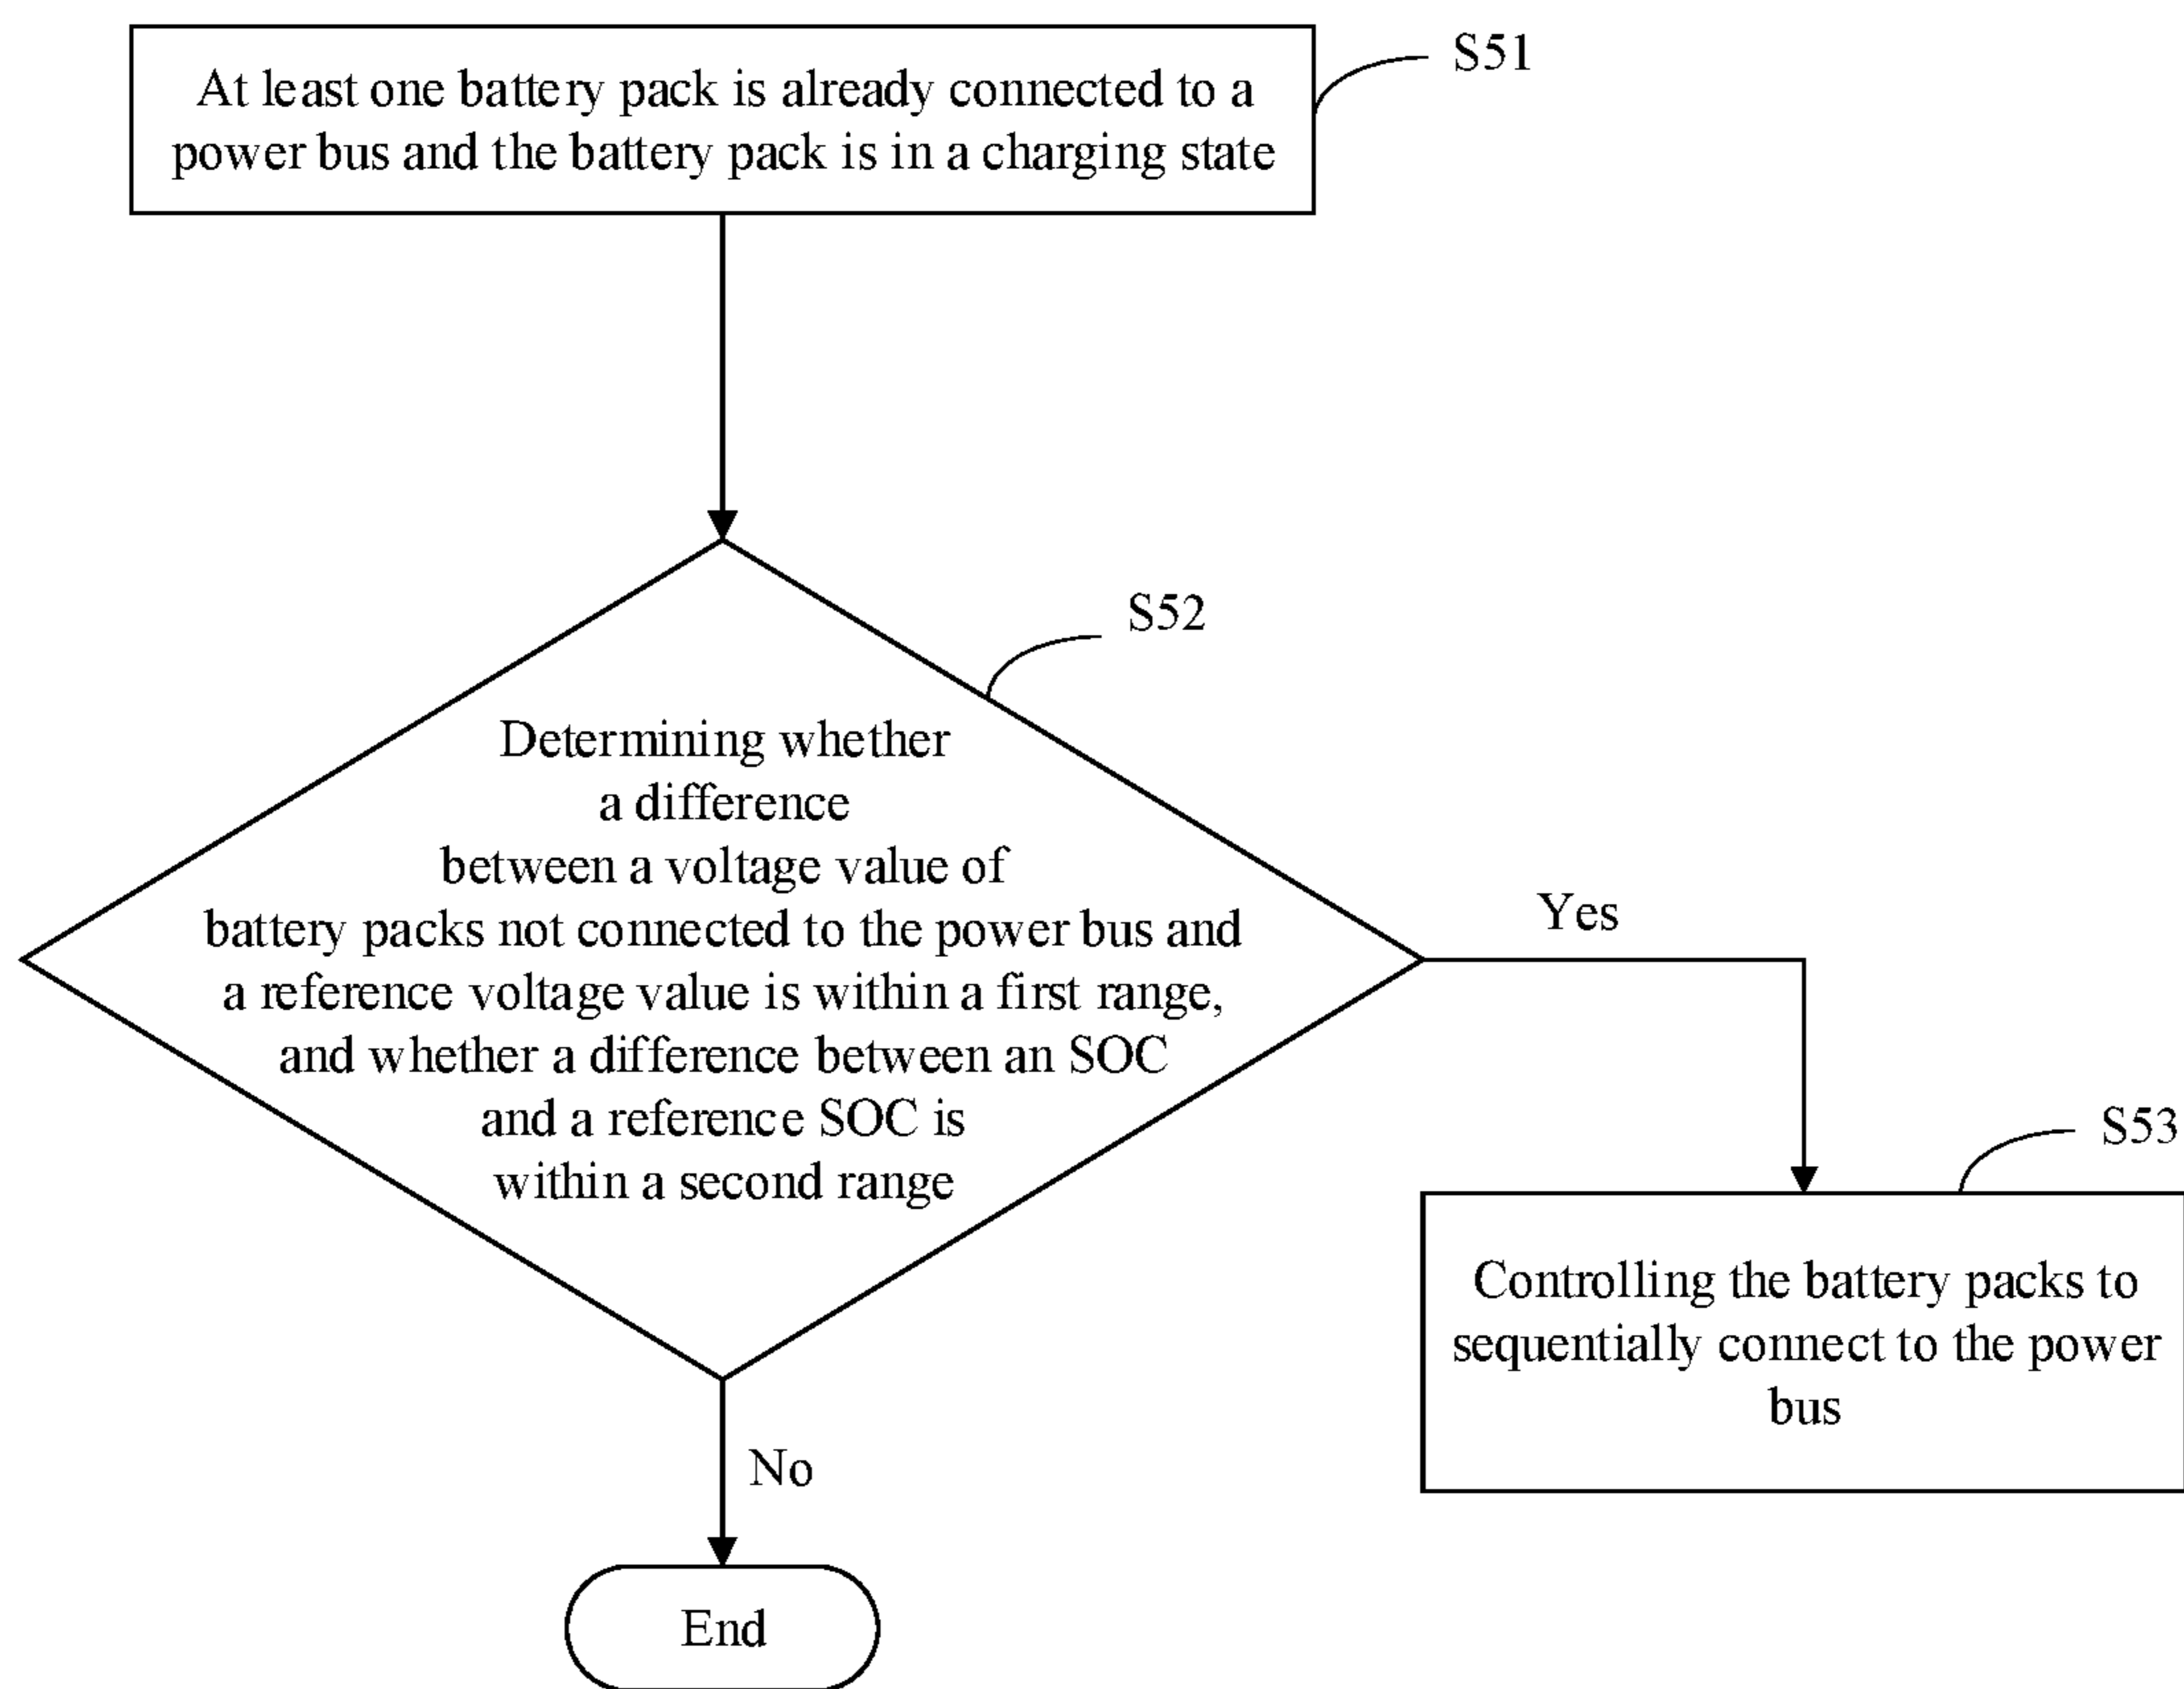 At least one battery pack is already connected to a
power bus and the battery pack is in a charging state
S51
S52
Determining whether
a difference
between a voltage value of
battery packs not connected to the power bus and
a reference voltage value is within a first range,
and whether a difference between an SOC
and a reference SOC is
within a second range
Yes
S53
Controlling the battery packs to
sequentially connect to the power
bus
No
End